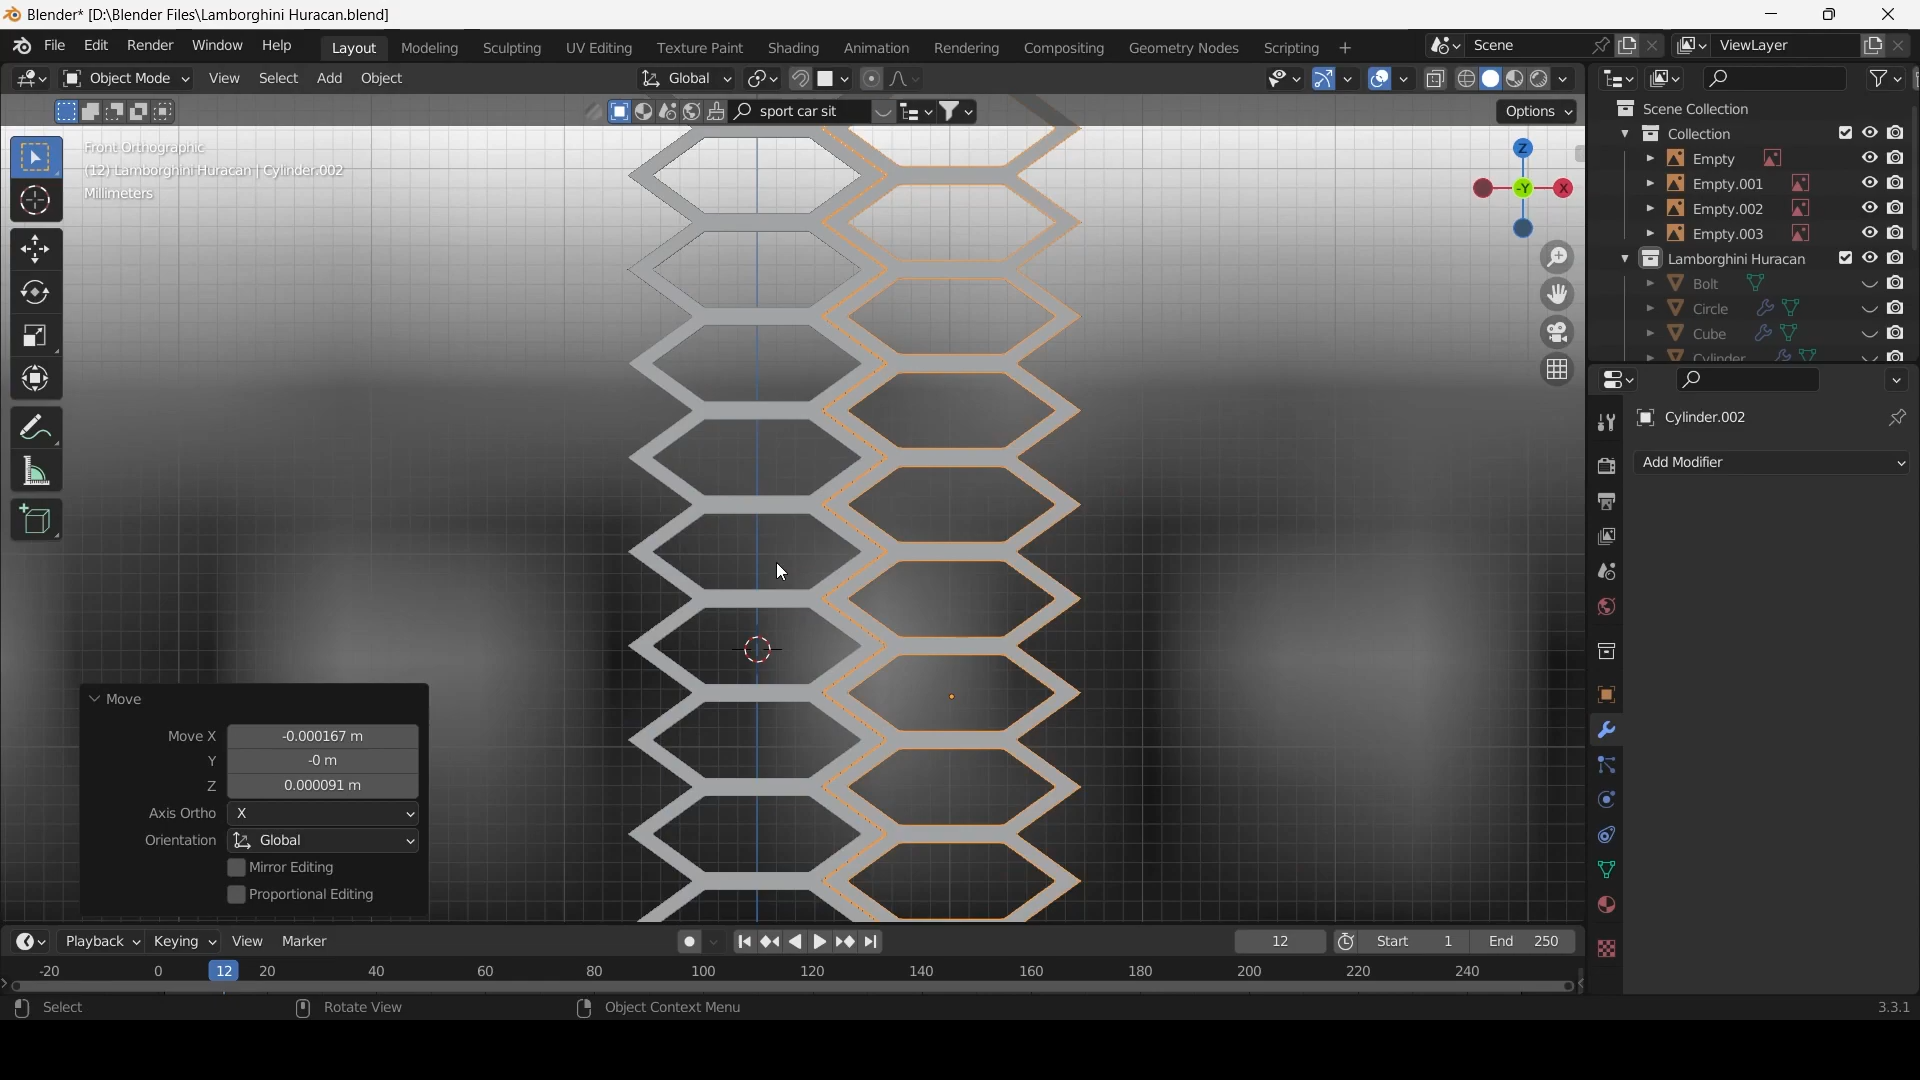 Blender* [D:\Blender Files\Lamborghini Huracan.blend]
File Edit Render Window Help Layout Modeling Sculpting UV Editing Texture Paint Shading Animation Rendering Compositing Geometry Nodes Scripting + Scene ViewLayer
Object Mode View Select Add Object Global
sport car sit Options
Front Orthographic
(12) Lamborghini Huracan | Cylinder.002
Millimeters
Z
-Y X
Scene Collection
Collection
Empty
Empty.001
Empty.002
Empty.003
Lamborghini Huracan
Bolt
Circle
Cube
Cylinder
Cylinder.002
Add Modifier
Move
Move X -0.000167 m
Y -0 m
Z 0.000091 m
Axis Ortho X
Orientation Global
Mirror Editing
Proportional Editing
Playback Keying View Marker 12 Start 1 End 250
-20 0 12 20 40 60 80 100 120 140 160 180 200 220 240
Select Rotate View Object Context Menu 3.3.1